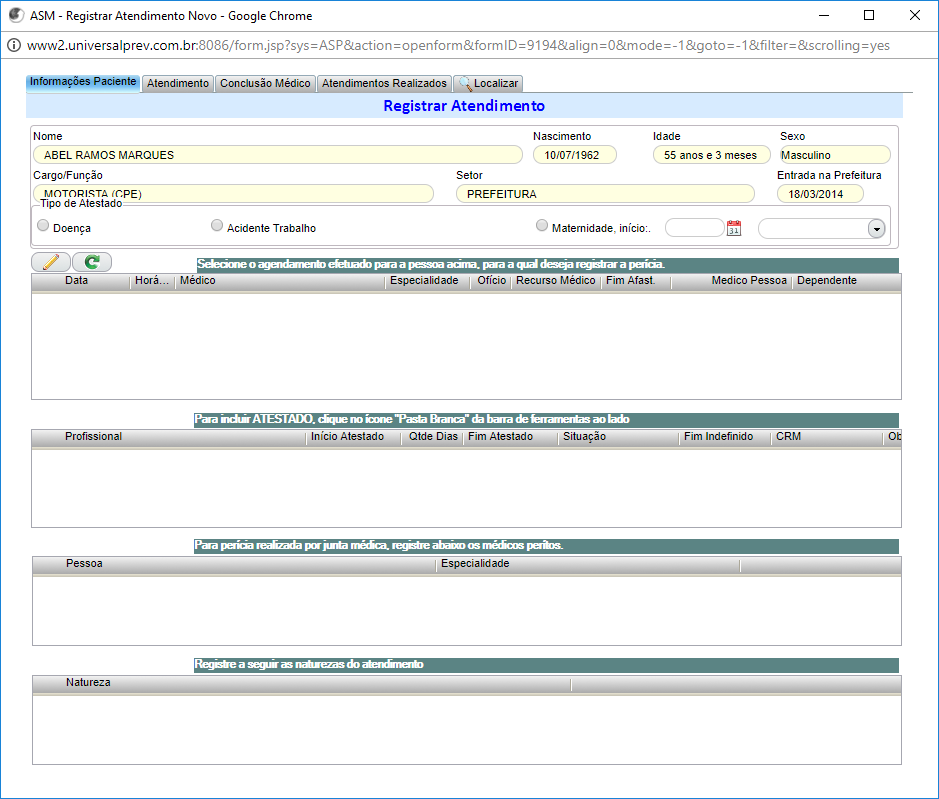 ASM - Registrar Atendimento Novo - Google Chrome
www2.universalprev.com.br:8086/form.jsp?sys=ASP&action=openform&formID=9194&align=0&mode=-1&goto=-1&filter=&scrolling=yes
Informações Paciente Atendimento Conclusão Médico Atendimentos Realizados Localizar
Registrar Atendimento
Nome Nascimento Idade Sexo
ABEL RAMOS MARQUES 10/07/1962 55 anos e 3 meses Masculino
Cargo/Função Setor Entrada na Prefeitura
MOTORISTA (CPE) PREFEITURA 18/03/2014
Tipo de Atestado
Doença Acidente Trabalho Maternidade, início:. 31
Selecione o agendamento efetuado para a pessoa acima, para a qual deseja registrar a perícia.
Data Horá... Médico Especialidade Ofício Recurso Médico Fim Afast. Medico Pessoa Dependente
Para incluir ATESTADO, clique no ícone "Pasta Branca" da barra de ferramentas ao lado
Profissional Início Atestado Qtde Dias Fim Atestado Situação Fim Indefinido CRM Ob
Para perícia realizada por junta médica, registre abaixo os médicos peritos.
Pessoa Especialidade
Registre a seguir as naturezas do atendimento
Natureza